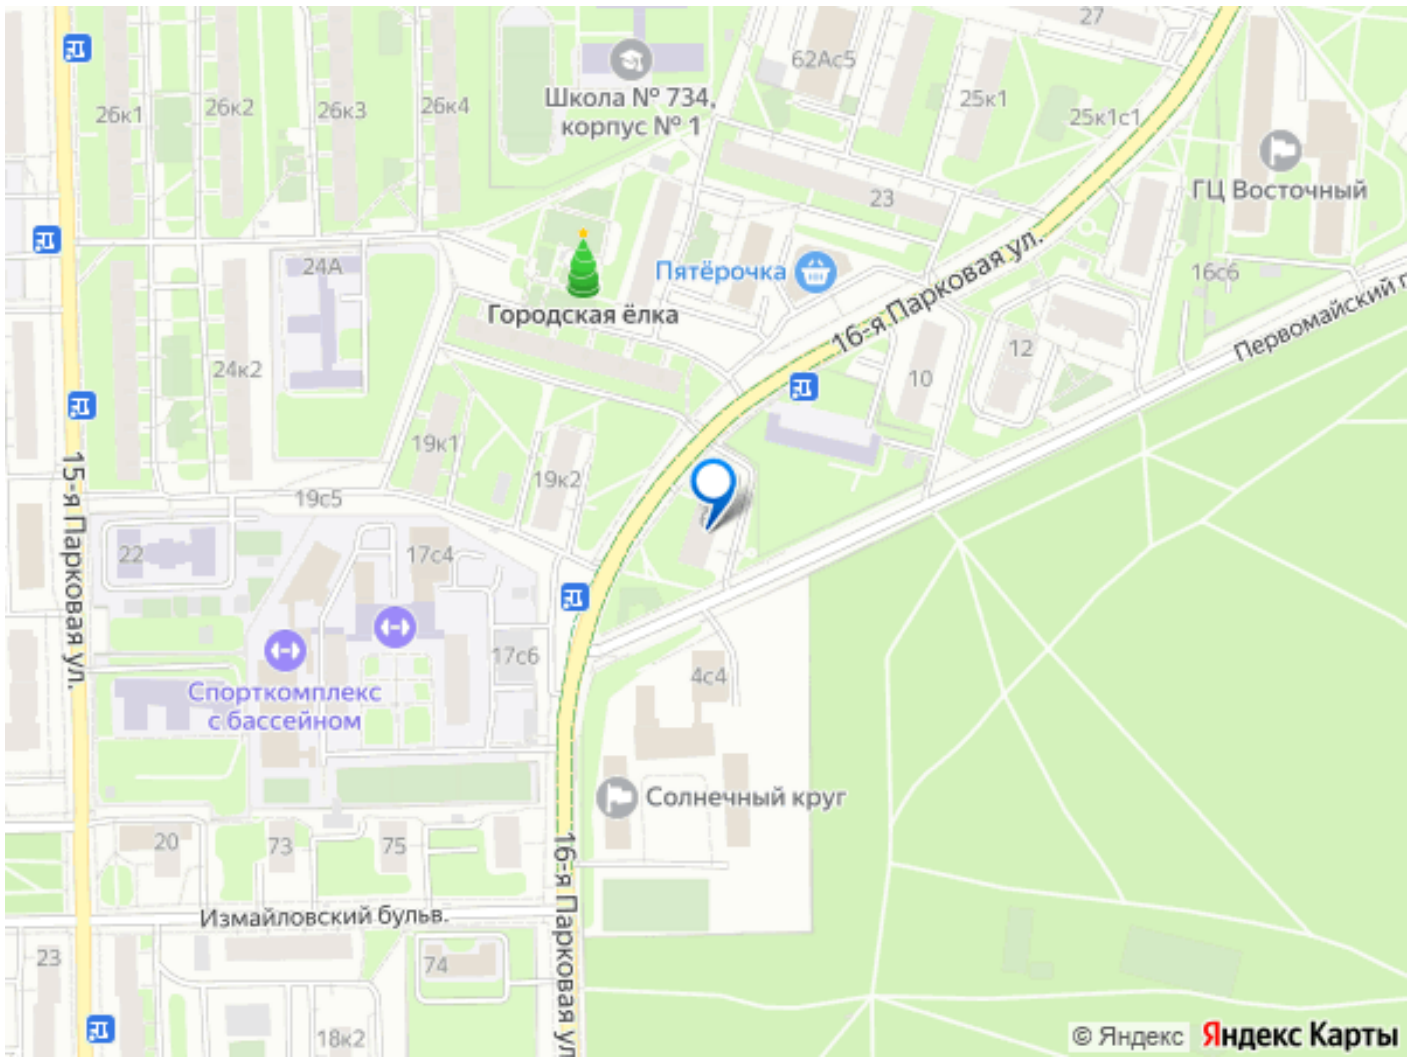 27
62Ас5
26к1
26к2
26к3
26к4
Школа № 734,
корпус № 1
25к1
25к1с1
ГЦ Восточный
23
24А
Пятёрочка
16-я Парковая ул.
16с6
Городская ёлка
Первомайский п
12
24к2
10
19к1
19к2
15-я Парковая ул.
19с5
22
17с4
17с6
4с4
Спорткомплекс
с бассейном
Солнечный круг
20
73
75
16-я Парковая ул
Измайловский бульв.
23
74
18к2
© Яндекс
Яндекс Карты